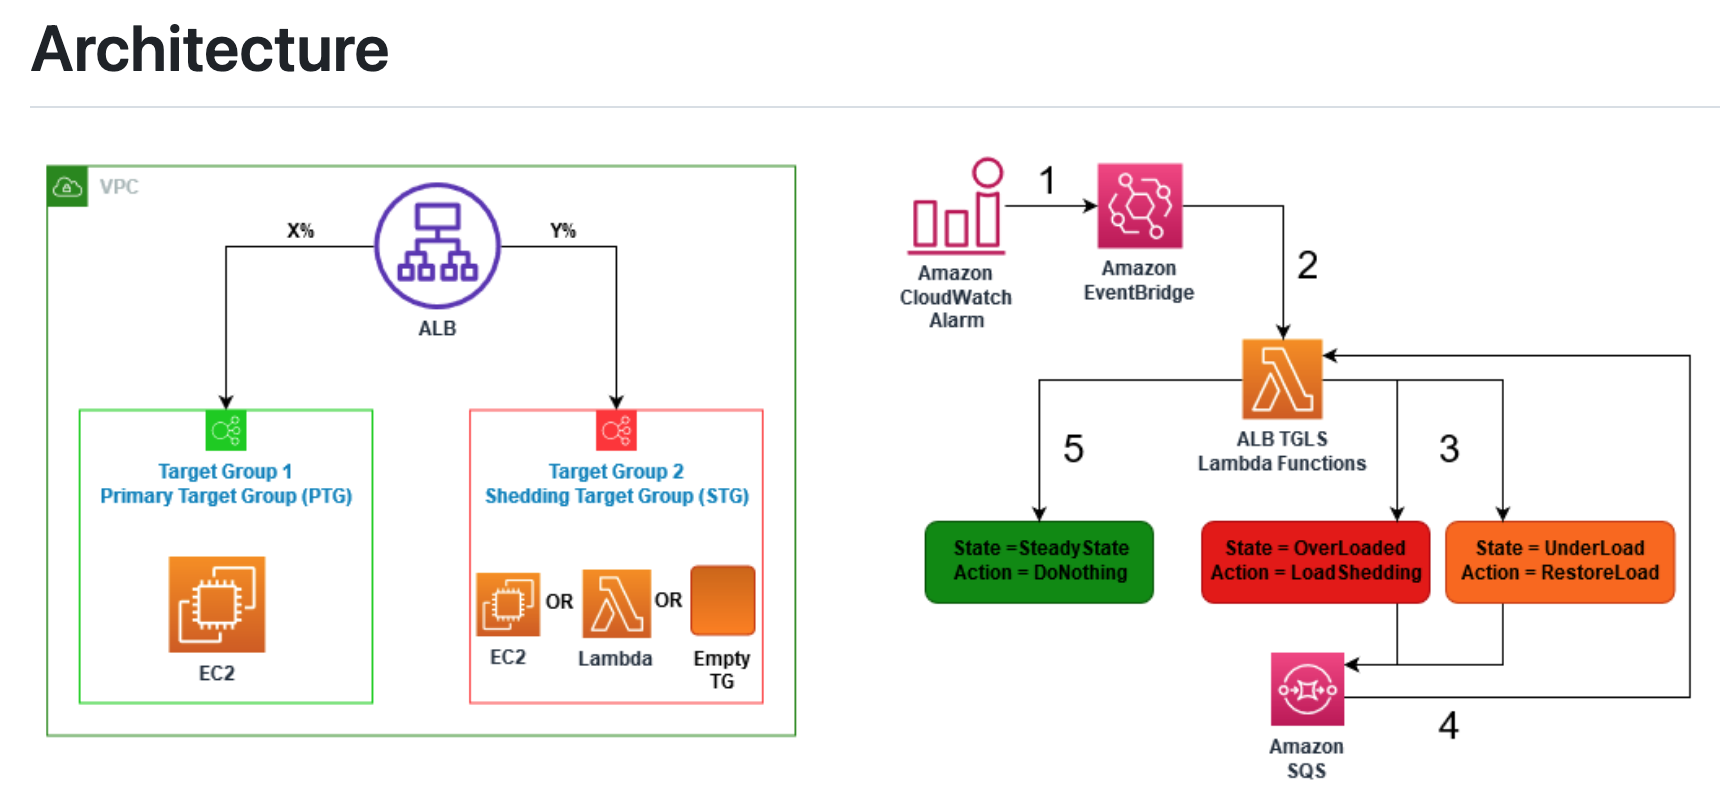 Architecture
VPC
X%
Y%
ALB
Target Group 1
Primary Target Group (PTG)
EC2
Target Group 2
Shedding Target Group (STG)
EC2
OR
Lambda
OR
Empty
TG
Amazon
CloudWatch
Alarm
1
Amazon
EventBridge
2
ALB TGLS
Lambda Functions
5
3
State =SteadyState
Action = DoNothing
State = OverLoaded
Action = LoadShedding
State = UnderLoad
Action = RestoreLoad
4
Amazon
SQS